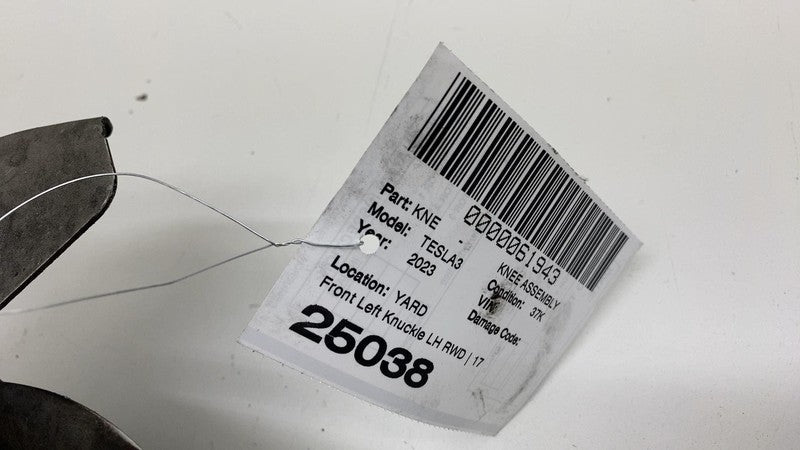 0000061943
Part: KNE - KNEE ASSEMBLY
Model: TESLA3 Condition: 37K
Year: 2023 VIN:
Damage Code:
Location: YARD
Front Left Knuckle LH RWD | 17
25038